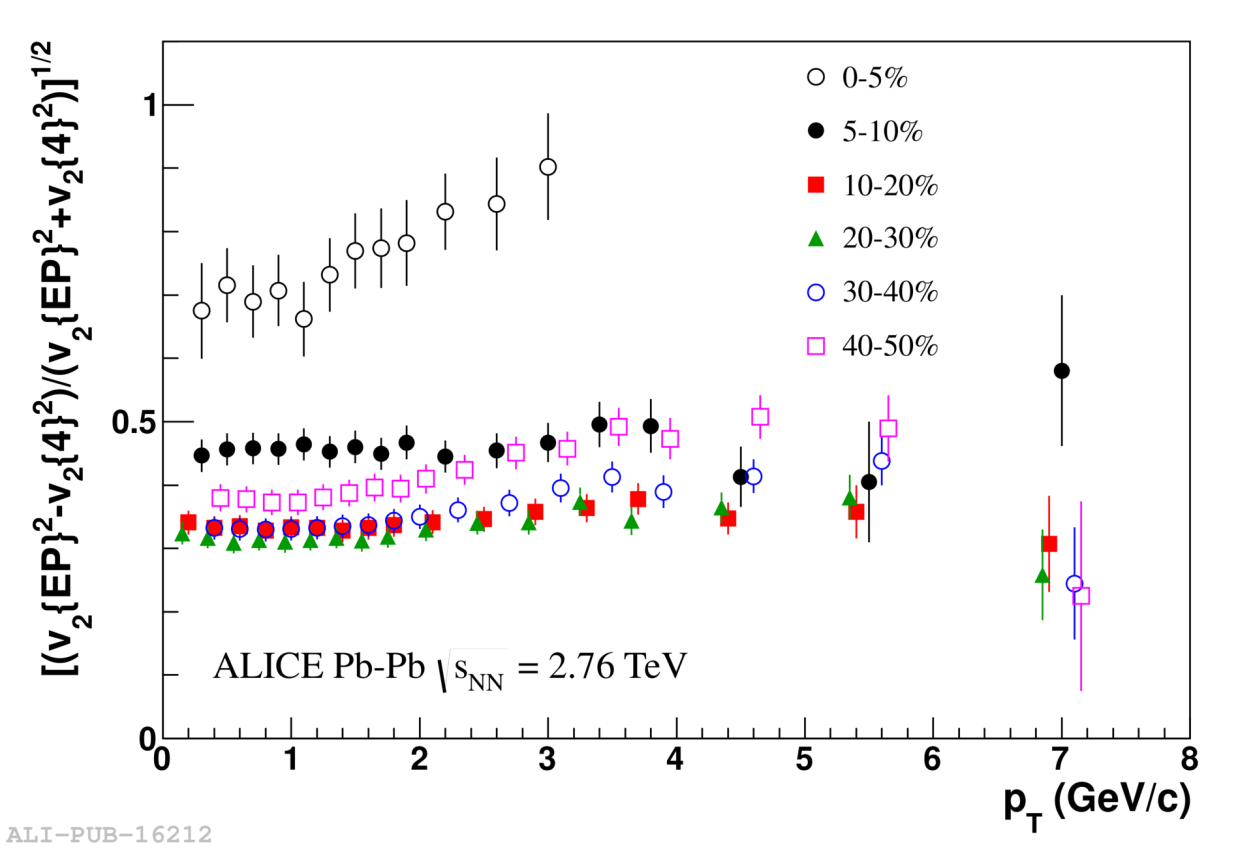 [(v2{EP}²-v2{4}²)/(v2{EP}²+v2{4}²)]^1/2
1
0.5
0
0-5%
5-10%
10-20%
20-30%
30-40%
40-50%
ALICE Pb-Pb √sNN = 2.76 TeV
0 1 2 3 4 5 6 7 8
pT (GeV/c)
ALI-PUB-16212